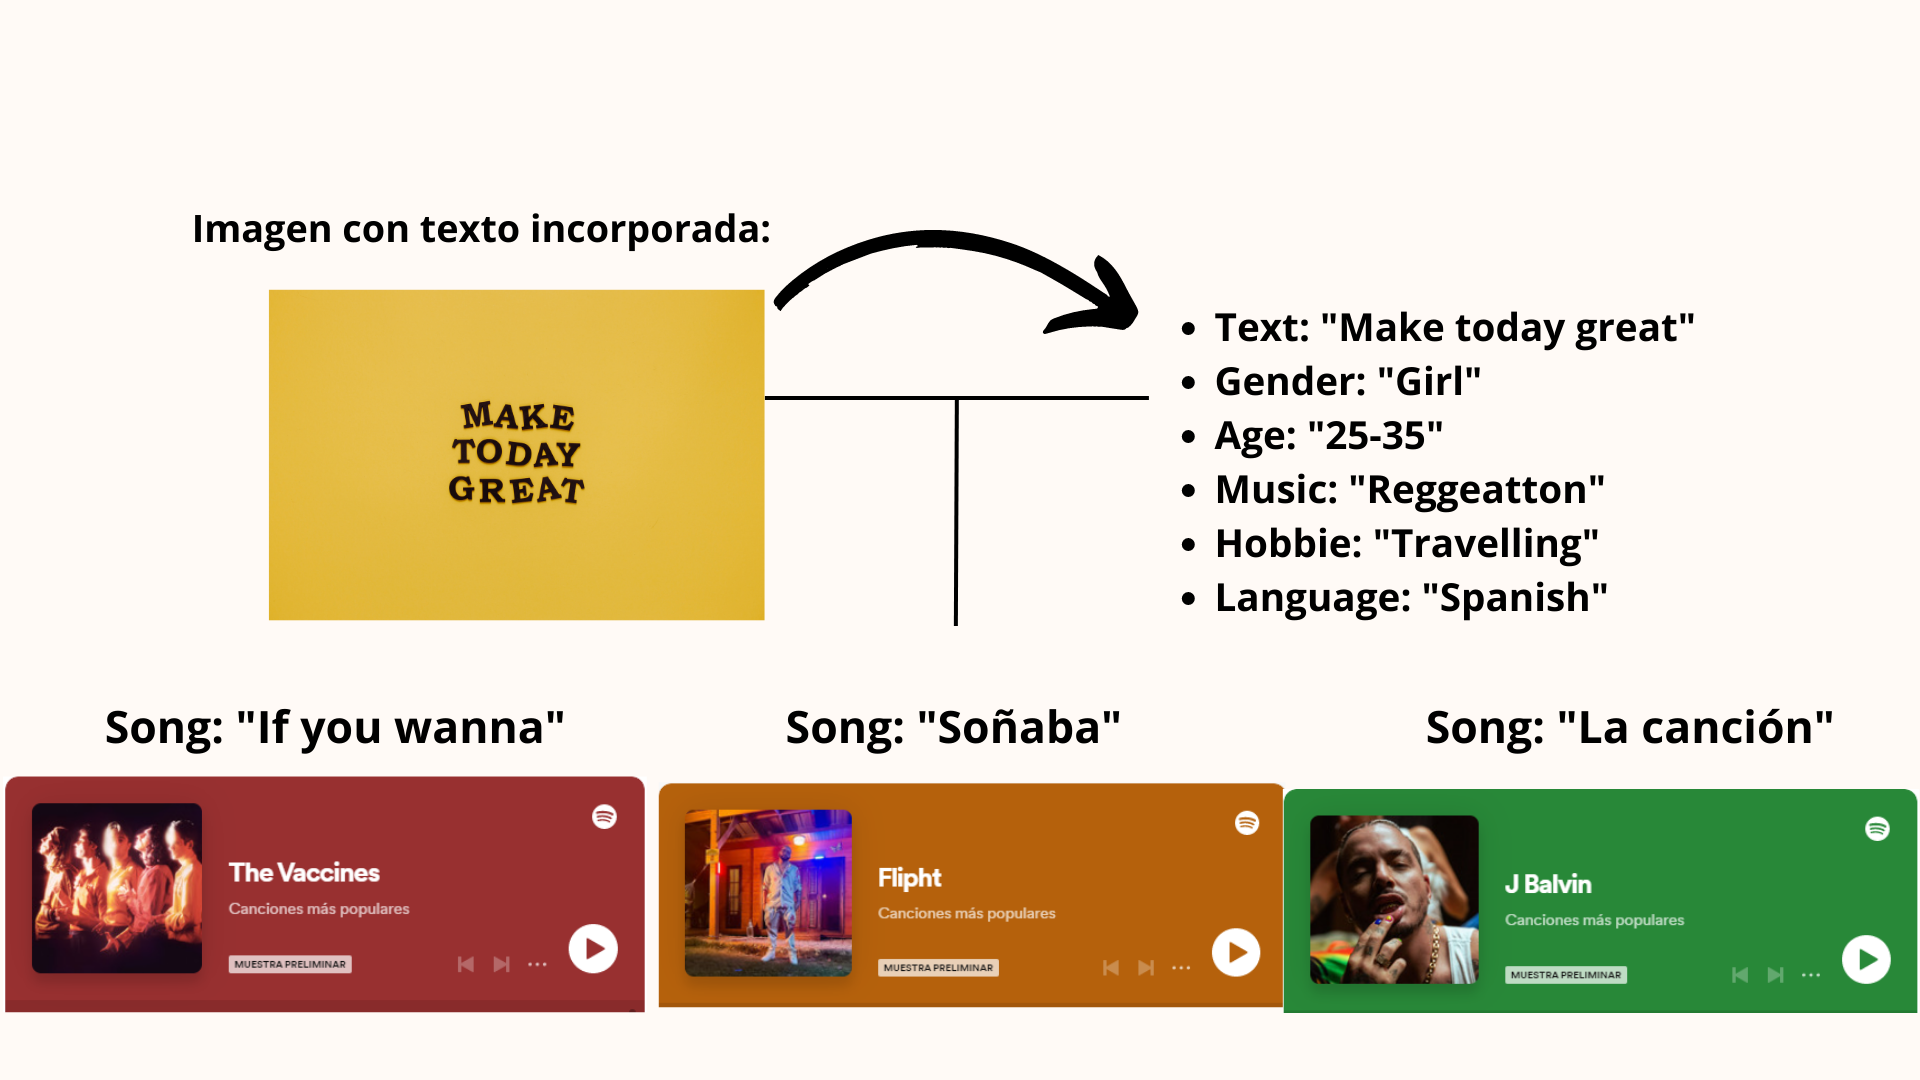 Imagen con texto incorporada:
MAKE
TODAY
GREAT
• Text: "Make today great"
• Gender: "Girl"
• Age: "25-35"
• Music: "Reggeatton"
• Hobbie: "Travelling"
• Language: "Spanish"
Song: "If you wanna"
The Vaccines
Canciones más populares
MUESTRA PRELIMINAR
Song: "Soñaba"
Flipht
Canciones más populares
MUESTRA PRELIMINAR
Song: "La canción"
J Balvin
Canciones más populares
MUESTRA PRELIMINAR